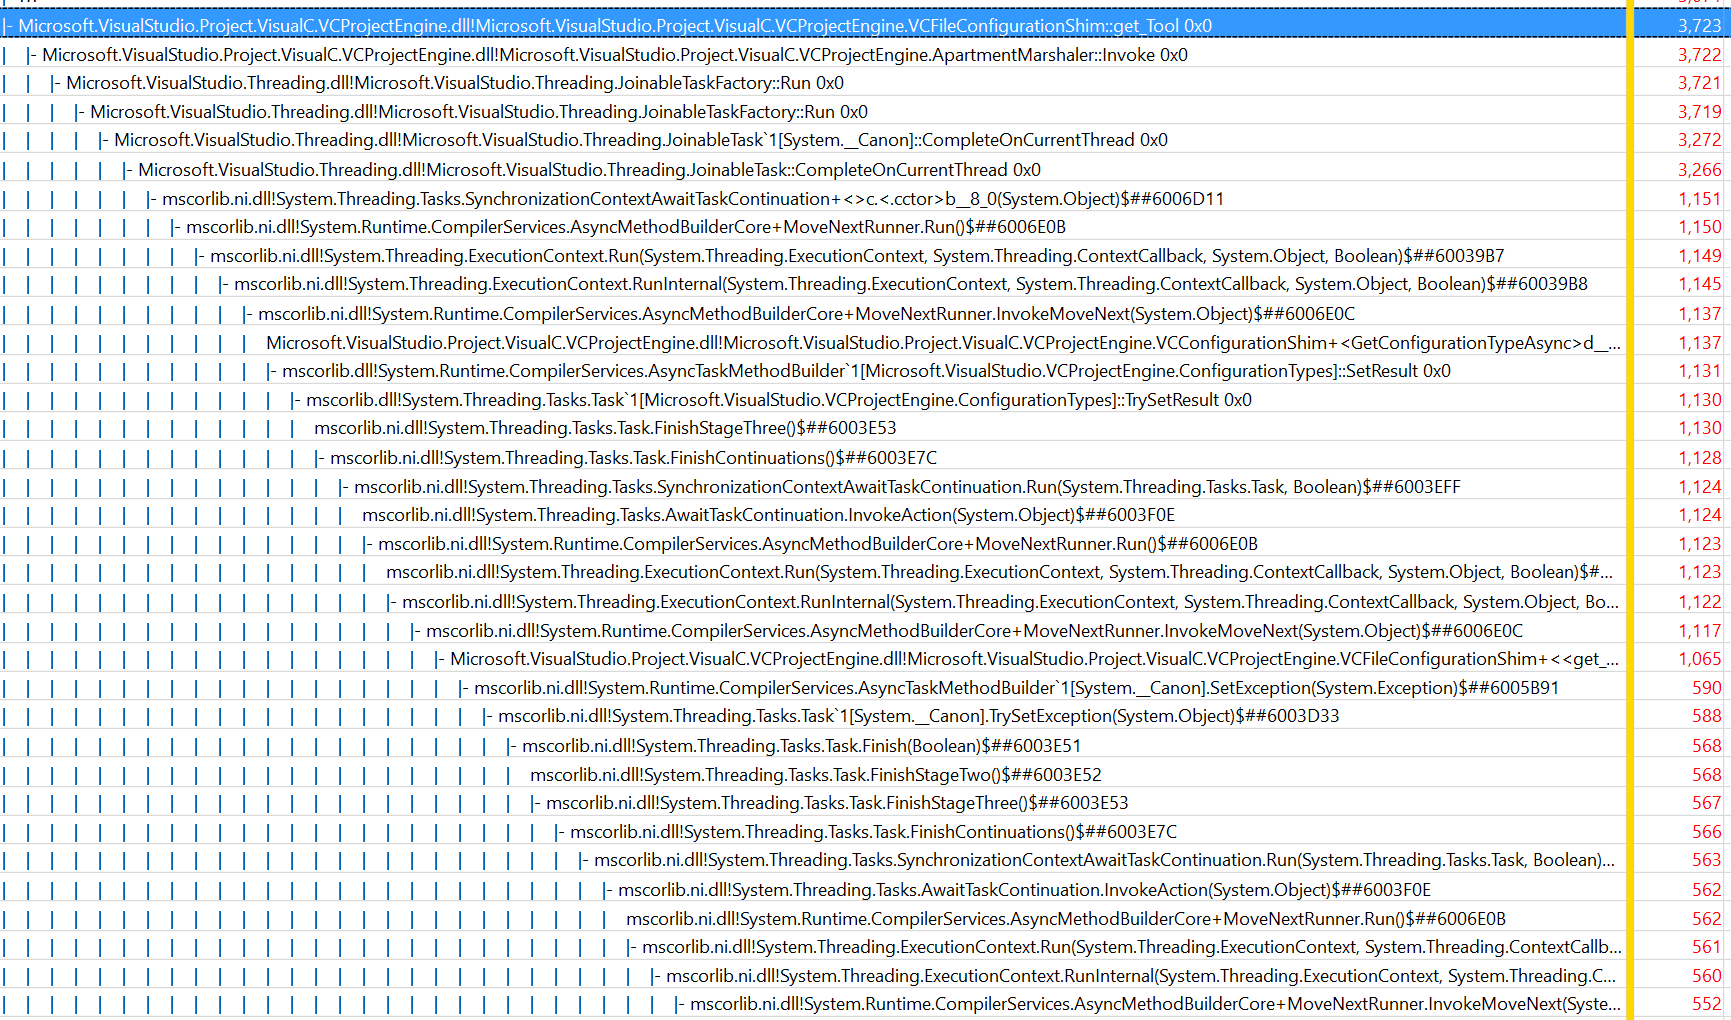 |- Microsoft.VisualStudio.Project.VisualC.VCProjectEngine.dll!Microsoft.VisualStudio.Project.VisualC.VCProjectEngine.VCFileConfigurationShim::get_Tool 0x0 3,723
|- Microsoft.VisualStudio.Project.VisualC.VCProjectEngine.dll!Microsoft.VisualStudio.Project.VisualC.VCProjectEngine.ApartmentMarshaler::Invoke 0x0 3,722
|- Microsoft.VisualStudio.Threading.dll!Microsoft.VisualStudio.Threading.JoinableTaskFactory::Run 0x0 3,721
|- Microsoft.VisualStudio.Threading.dll!Microsoft.VisualStudio.Threading.JoinableTaskFactory::Run 0x0 3,719
|- Microsoft.VisualStudio.Threading.dll!Microsoft.VisualStudio.Threading.JoinableTask`1[System.__Canon]::CompleteOnCurrentThread 0x0 3,272
|- Microsoft.VisualStudio.Threading.dll!Microsoft.VisualStudio.Threading.JoinableTask::CompleteOnCurrentThread 0x0 3,266
|- mscorlib.ni.dll!System.Threading.Tasks.SynchronizationContextAwaitTaskContinuation+<>c.<.cctor>b__8_0(System.Object)$##6006D11 1,151
|- mscorlib.ni.dll!System.Runtime.CompilerServices.AsyncMethodBuilderCore+MoveNextRunner.Run()$##6006E0B 1,150
|- mscorlib.ni.dll!System.Threading.ExecutionContext.Run(System.Threading.ExecutionContext, System.Threading.ContextCallback, System.Object, Boolean)$##60039B7 1,149
|- mscorlib.ni.dll!System.Threading.ExecutionContext.RunInternal(System.Threading.ExecutionContext, System.Threading.ContextCallback, System.Object, Boolean)$##60039B8 1,145
|- mscorlib.ni.dll!System.Runtime.CompilerServices.AsyncMethodBuilderCore+MoveNextRunner.InvokeMoveNext(System.Object)$##6006E0C 1,137
Microsoft.VisualStudio.Project.VisualC.VCProjectEngine.dll!Microsoft.VisualStudio.Project.VisualC.VCProjectEngine.VCConfigurationShim+<GetConfigurationTypeAsync>d__... 1,137
|- mscorlib.dll!System.Runtime.CompilerServices.AsyncTaskMethodBuilder`1[Microsoft.VisualStudio.VCProjectEngine.ConfigurationTypes]::SetResult 0x0 1,131
|- mscorlib.dll!System.Threading.Tasks.Task`1[Microsoft.VisualStudio.VCProjectEngine.ConfigurationTypes]::TrySetResult 0x0 1,130
mscorlib.ni.dll!System.Threading.Tasks.Task.FinishStageThree()$##6003E53 1,130
|- mscorlib.ni.dll!System.Threading.Tasks.Task.FinishContinuations()$##6003E7C 1,128
|- mscorlib.ni.dll!System.Threading.Tasks.SynchronizationContextAwaitTaskContinuation.Run(System.Threading.Tasks.Task, Boolean)$##6003EFF 1,124
mscorlib.ni.dll!System.Threading.Tasks.AwaitTaskContinuation.InvokeAction(System.Object)$##6003F0E 1,124
|- mscorlib.ni.dll!System.Runtime.CompilerServices.AsyncMethodBuilderCore+MoveNextRunner.Run()$##6006E0B 1,123
mscorlib.ni.dll!System.Threading.ExecutionContext.Run(System.Threading.ExecutionContext, System.Threading.ContextCallback, System.Object, Boolean)$#... 1,123
|- mscorlib.ni.dll!System.Threading.ExecutionContext.RunInternal(System.Threading.ExecutionContext, System.Threading.ContextCallback, System.Object, Bo... 1,122
|- mscorlib.ni.dll!System.Runtime.CompilerServices.AsyncMethodBuilderCore+MoveNextRunner.InvokeMoveNext(System.Object)$##6006E0C 1,117
|- Microsoft.VisualStudio.Project.VisualC.VCProjectEngine.dll!Microsoft.VisualStudio.Project.VisualC.VCProjectEngine.VCFileConfigurationShim+<<get_... 1,065
|- mscorlib.ni.dll!System.Runtime.CompilerServices.AsyncTaskMethodBuilder`1[System.__Canon].SetException(System.Exception)$##6005B91 590
|- mscorlib.ni.dll!System.Threading.Tasks.Task`1[System.__Canon].TrySetException(System.Object)$##6003D33 588
|- mscorlib.ni.dll!System.Threading.Tasks.Task.Finish(Boolean)$##6003E51 568
mscorlib.ni.dll!System.Threading.Tasks.Task.FinishStageTwo()$##6003E52 568
|- mscorlib.ni.dll!System.Threading.Tasks.Task.FinishStageThree()$##6003E53 567
|- mscorlib.ni.dll!System.Threading.Tasks.Task.FinishContinuations()$##6003E7C 566
|- mscorlib.ni.dll!System.Threading.Tasks.SynchronizationContextAwaitTaskContinuation.Run(System.Threading.Tasks.Task, Boolean)... 563
|- mscorlib.ni.dll!System.Threading.Tasks.AwaitTaskContinuation.InvokeAction(System.Object)$##6003F0E 562
mscorlib.ni.dll!System.Runtime.CompilerServices.AsyncMethodBuilderCore+MoveNextRunner.Run()$##6006E0B 562
|- mscorlib.ni.dll!System.Threading.ExecutionContext.Run(System.Threading.ExecutionContext, System.Threading.ContextCallb... 561
|- mscorlib.ni.dll!System.Threading.ExecutionContext.RunInternal(System.Threading.ExecutionContext, System.Threading.C... 560
|- mscorlib.ni.dll!System.Runtime.CompilerServices.AsyncMethodBuilderCore+MoveNextRunner.InvokeMoveNext(Syste... 552